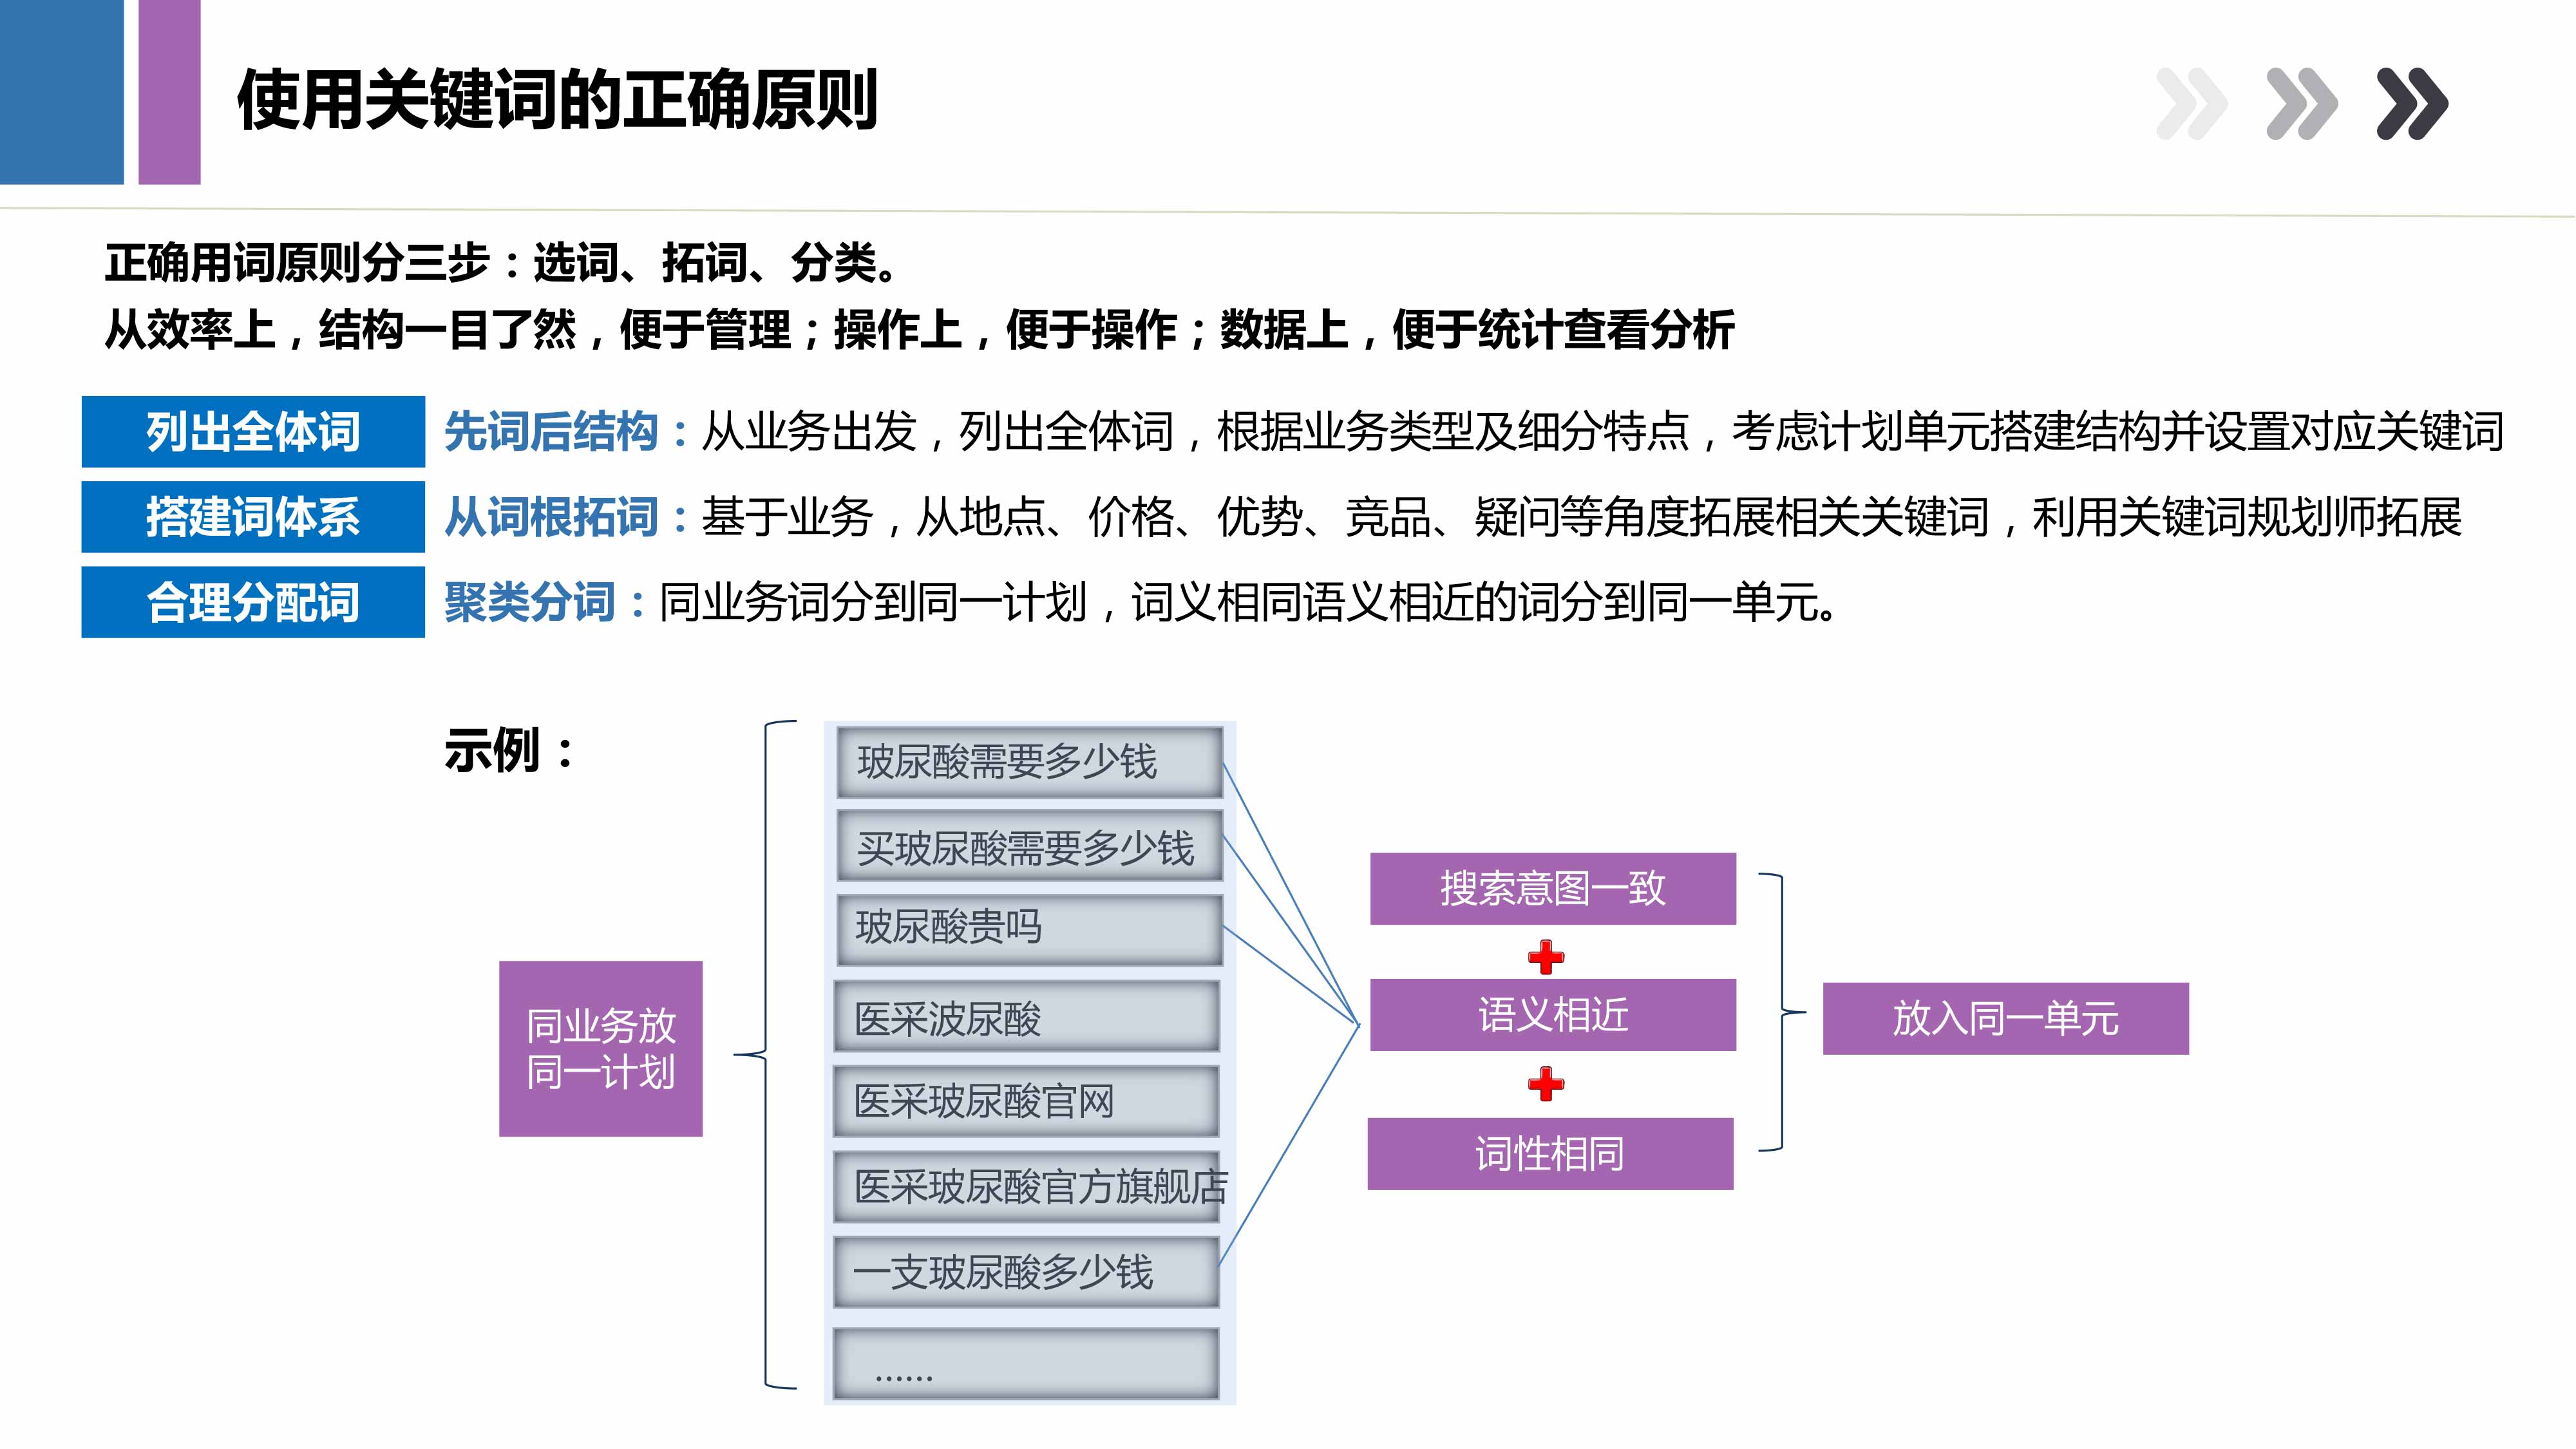 使用关键词的正确原则
正确用词原则分三步：选词、拓词、分类。
从效率上，结构一目了然，便于管理；操作上，便于操作；数据上，便于统计查看分析
列出全体词
先词后结构：从业务出发，列出全体词，根据业务类型及细分特点，考虑计划单元搭建结构并设置对应关键词
搭建词体系
从词根拓词：基于业务，从地点、价格、优势、竞品、疑问等角度拓展相关关键词，利用关键词规划师拓展
合理分配词
聚类分词：同业务词分到同一计划，词义相同语义相近的词分到同一单元。
示例：
同业务放
同一计划
玻尿酸需要多少钱
买玻尿酸需要多少钱
玻尿酸贵吗
医采波尿酸
医采玻尿酸官网
医采玻尿酸官方旗舰店
一支玻尿酸多少钱
……
搜索意图一致
语义相近
词性相同
放入同一单元